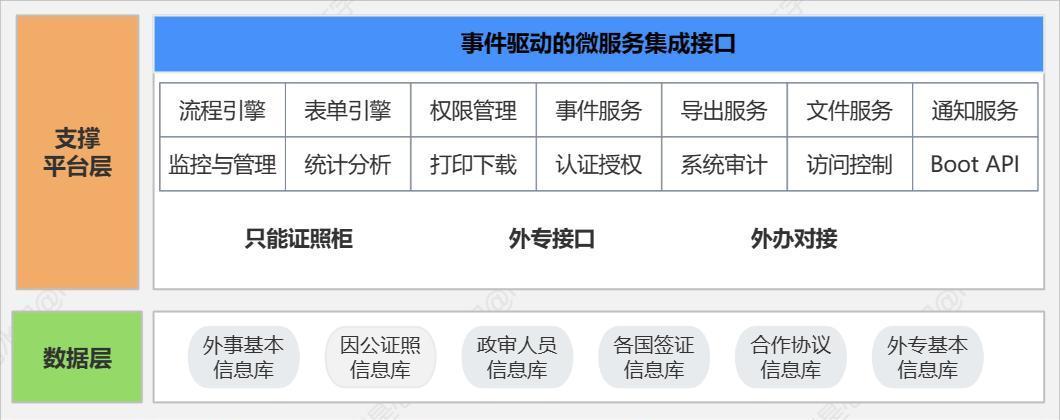 支撑
平台层
事件驱动的微服务集成接口
流程引擎 表单引擎 权限管理 事件服务 导出服务 文件服务 通知服务
监控与管理 统计分析 打印下载 认证授权 系统审计 访问控制 Boot API
只能证照柜 外专接口 外办对接
数据层
外事基本
信息库
因公证照
信息库
政审人员
信息库
各国签证
信息库
合作协议
信息库
外专基本
信息库